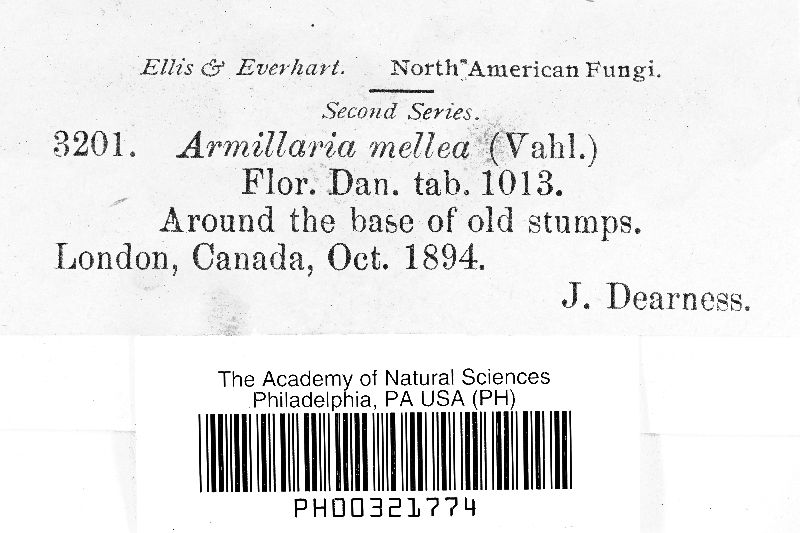 Ellis & Everhart. North American Fungi.
Second Series.
3201. Armillaria mellea (Vahl.)
Flor. Dan. tab. 1013.
Around the base of old stumps.
London, Canada, Oct. 1894.
J. Dearness.
The Academy of Natural Sciences
Philadelphia, PA USA (PH)
PH00321774